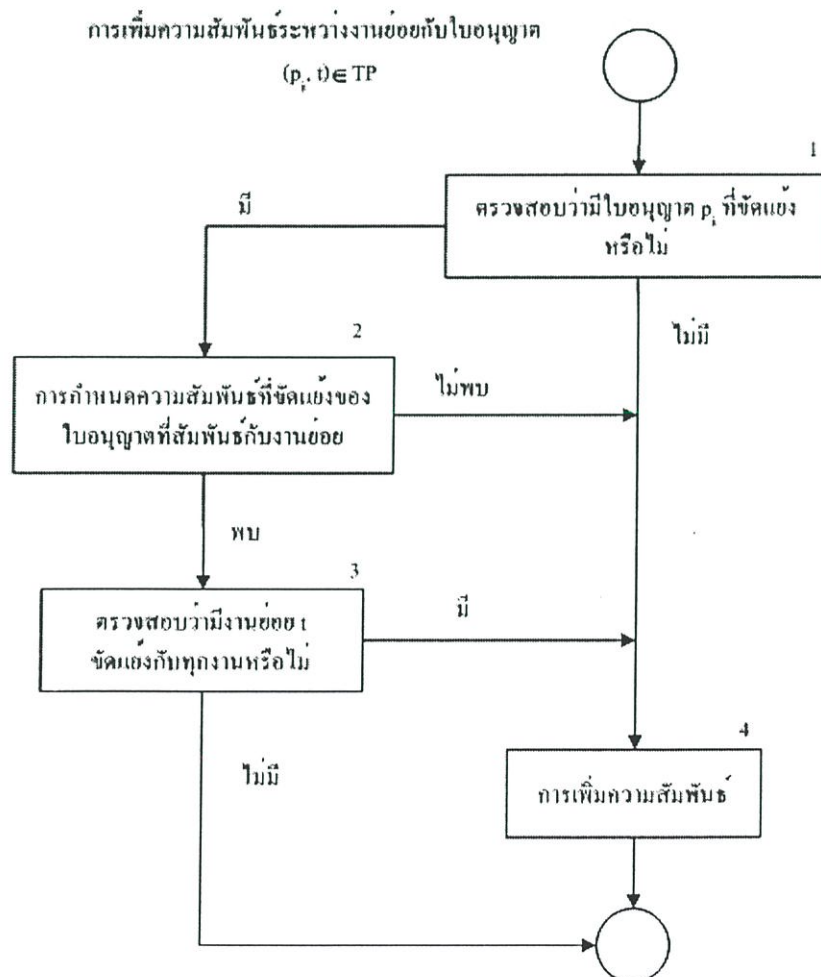 การเพิ่มความสัมพันธ์ระหว่างงานย่อยกับใบอนุญาต
(pᵢ, t)∈TP
1
ตรวจสอบว่ามีใบอนุญาต pᵢ ที่ขัดแย้ง
หรือไม่
มี
ไม่มี
2
การกำหนดความสัมพันธ์ที่ขัดแย้งของ
ใบอนุญาตที่สัมพันธ์กับงานย่อย
ไม่พบ
พบ
3
ตรวจสอบว่ามีงานย่อย t
ขัดแย้งกับทุกงานหรือไม่
มี
ไม่มี
4
การเพิ่มความสัมพันธ์